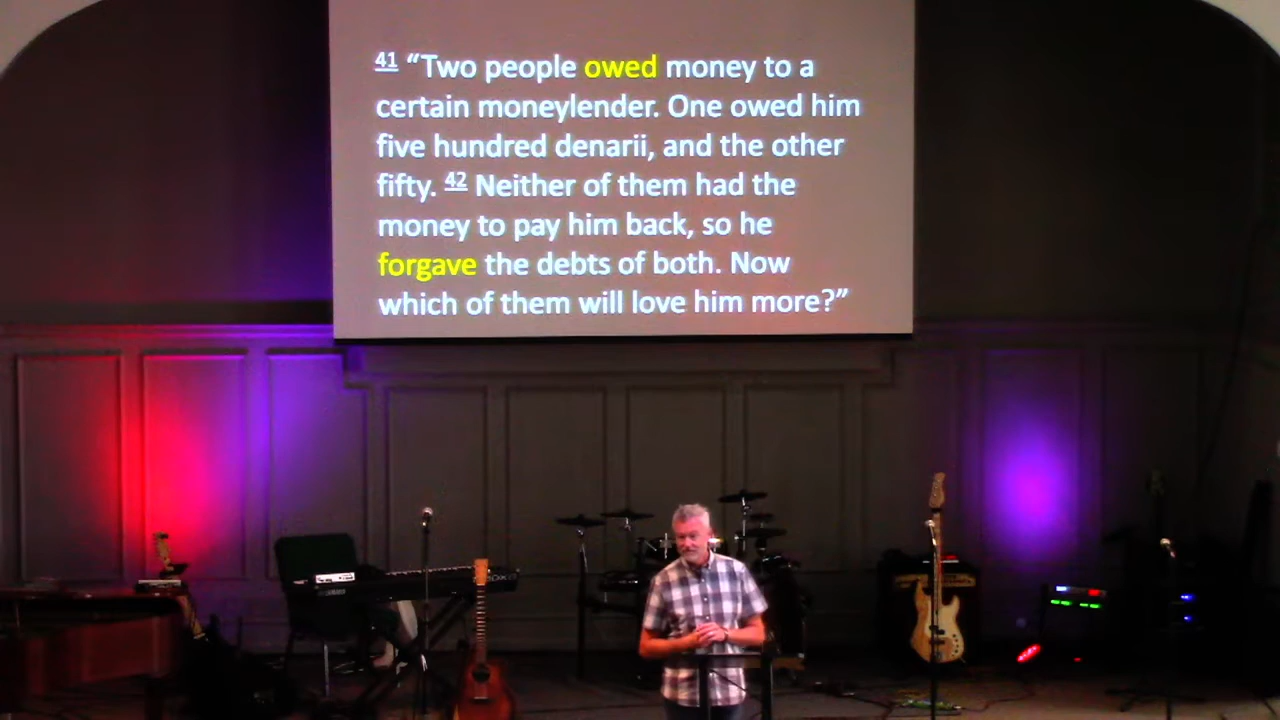 41 “Two people owed money to a
certain moneylender. One owed him
five hundred denarii, and the other
fifty. 42 Neither of them had the
money to pay him back, so he
forgave the debts of both. Now
which of them will love him more?”